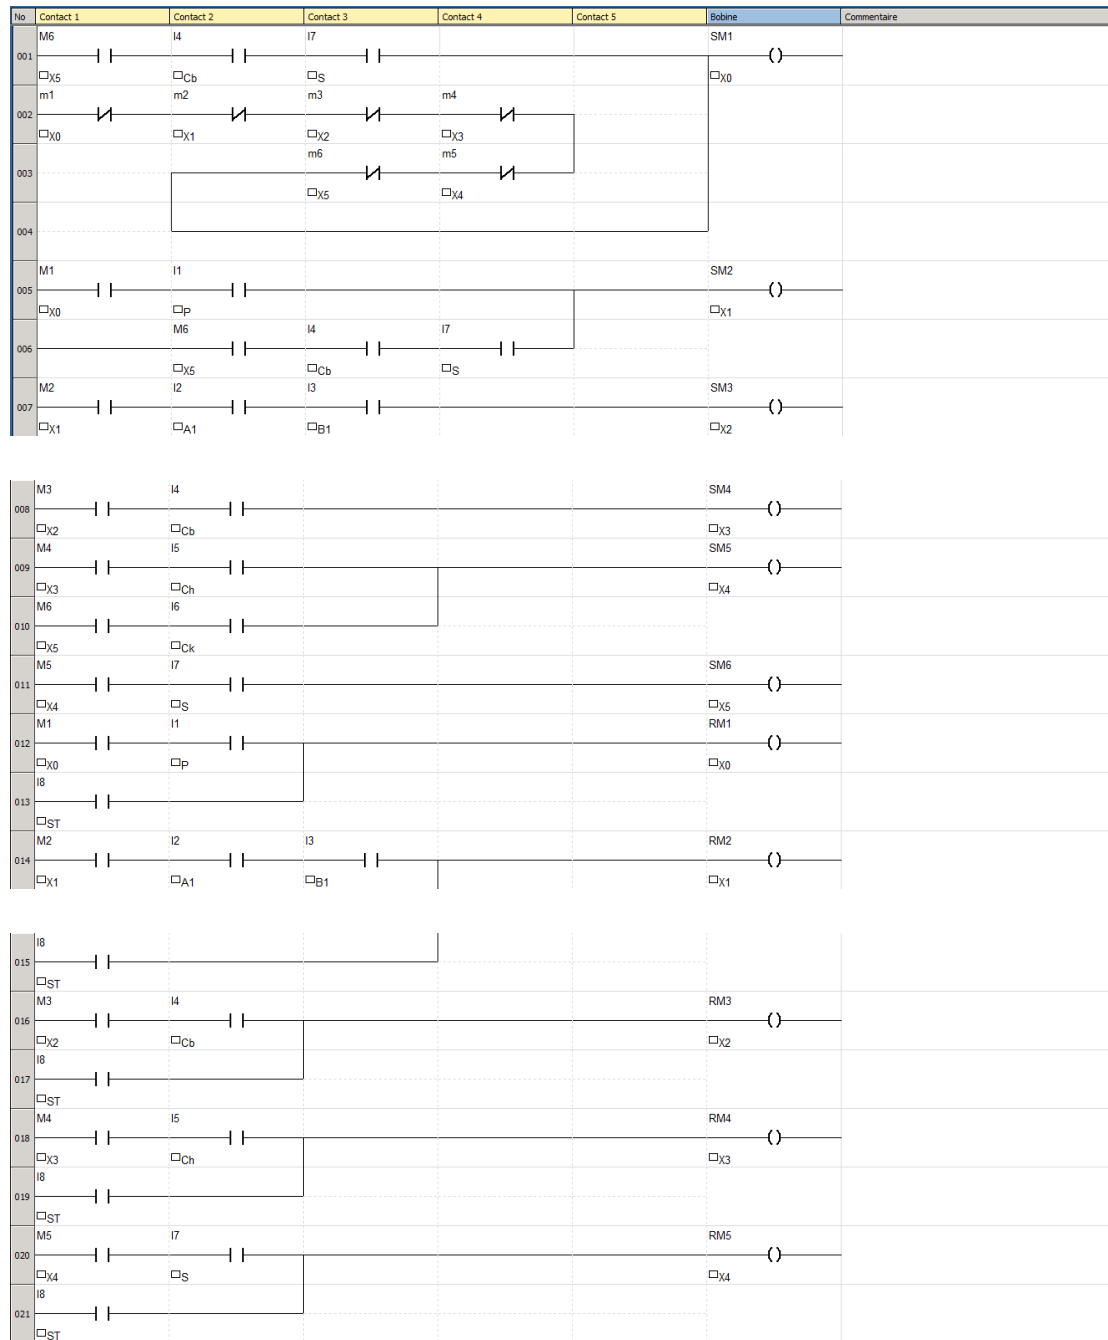 No Contact 1 Contact 2 Contact 3 Contact 4 Contact 5 Bobine Commentaire
M6 I4 I7 SM1
001
X5 Cb S X0
m1 m2 m3 m4
002
X0 X1 X2 X3
m6 m5
003
X5 X4
004
M1 I1 SM2
005
X0 P X1
M6 I4 I7
006
X5 Cb S
M2 I2 I3 SM3
007
X1 A1 B1 X2
M3 I4 SM4
008
X2 Cb X3
M4 I5 SM5
009
X3 Ch X4
M6 I6
010
X5 Ck
M5 I7 SM6
011
X4 S X5
M1 I1 RM1
012
X0 P X0
I8
013
ST
M2 I2 I3 RM2
014
X1 A1 B1 X1
I8
015
ST
M3 I4 RM3
016
X2 Cb X2
I8
017
ST
M4 I5 RM4
018
X3 Ch X3
I8
019
ST
M5 I7 RM5
020
X4 S X4
I8
021
ST